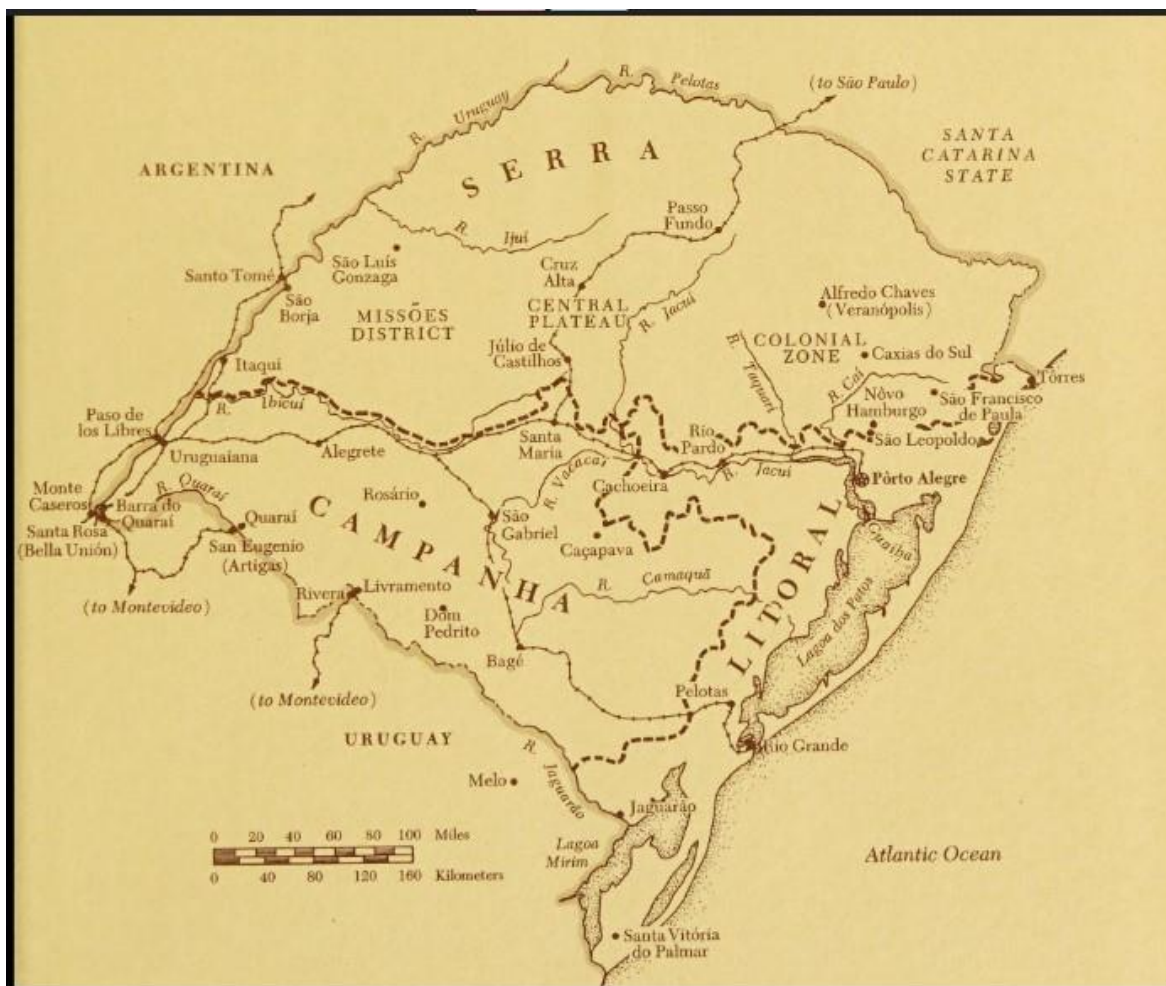 R. Pelotas
(to São Paulo)
R. Uruguay
SANTA
CATARINA
STATE
ARGENTINA
SERRA
Passo
Fundo
R. Ijuí
São Luís
Gonzaga
Cruz
Alta
Santo Tomé
São
Borja
MISSÕES
DISTRICT
CENTRAL
PLATEAU
R. Jacuí
Alfredo Chaves
(Veranópolis)
COLONIAL
ZONE
Caxias do Sul
Júlio de
Castilhos
Itaquí
R. Taquari
R. Caí
Tôrres
R. Ibicuí
Nôvo
Hamburgo
São Francisco
de Paula
Paso de
los Libres
Uruguaiana
Alegrete
Santa
María
Rio
Pardo
São Leopoldo
R. Vacacaí
Cachoeira
R. Jacuí
Pôrto Alegre
Monte
Caseros
Barra do
Quaraí
R. Quaraí
Rosário
CAMPANHA
São
Gabriel
Santa Rosa
(Bella Unión)
Quaraí
San Eugenio
(Artigas)
Caçapava
Guaíba
LITORAL
R. Camaquã
(to Montevideo)
Rivera
Livramento
Dom
Pedrito
Lagoa dos Patos
Bagé
(to Montevideo)
Pelotas
URUGUAY
Rio Grande
R. Jaguardo
Melo
Jaguarão
0 20 40 60 80 100 Miles
0 40 80 120 160 Kilometers
Lagoa
Mirim
Atlantic Ocean
Santa Vitória
do Palmar